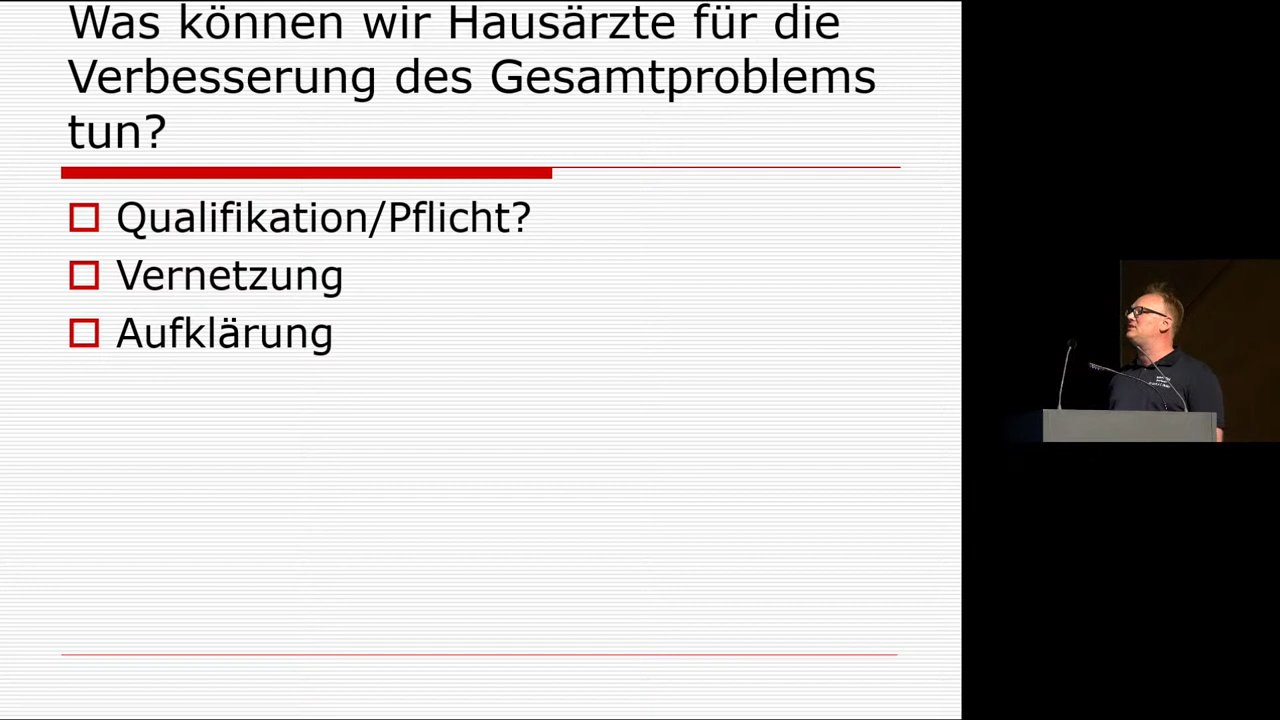 Was können wir Hausärzte für die
Verbesserung des Gesamtproblems
tun?
Qualifikation/Pflicht?
Vernetzung
Aufklärung